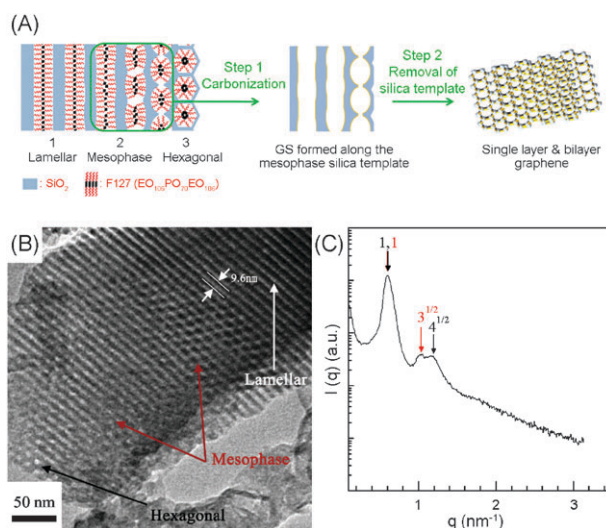 (A)
Step 1
Carbonization
Step 2
Removal of
silica template
1 2 3
Lamellar Mesophase Hexagonal
GS formed along the
mesophase silica template
Single layer & bilayer
graphene
: SiO₂ : F127 (EO₁₀₆PO₇₀EO₁₀₆)
(B)
9.6nm
Lamellar
Mesophase
Hexagonal
50 nm
(C)
1,1
3^1/2
4^1/2
I (q) (a.u.)
1 2 3
q (nm⁻¹)